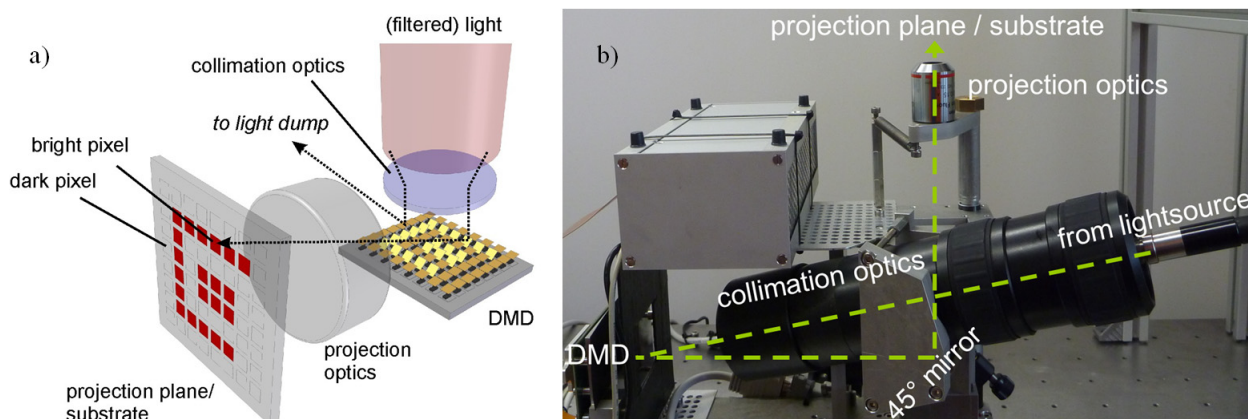 a)
(filtered) light
collimation optics
to light dump
bright pixel
dark pixel
DMD
projection
optics
projection plane/
substrate
b)
projection plane / substrate
projection optics
from lightsource
collimation optics
DMD
45° mirror